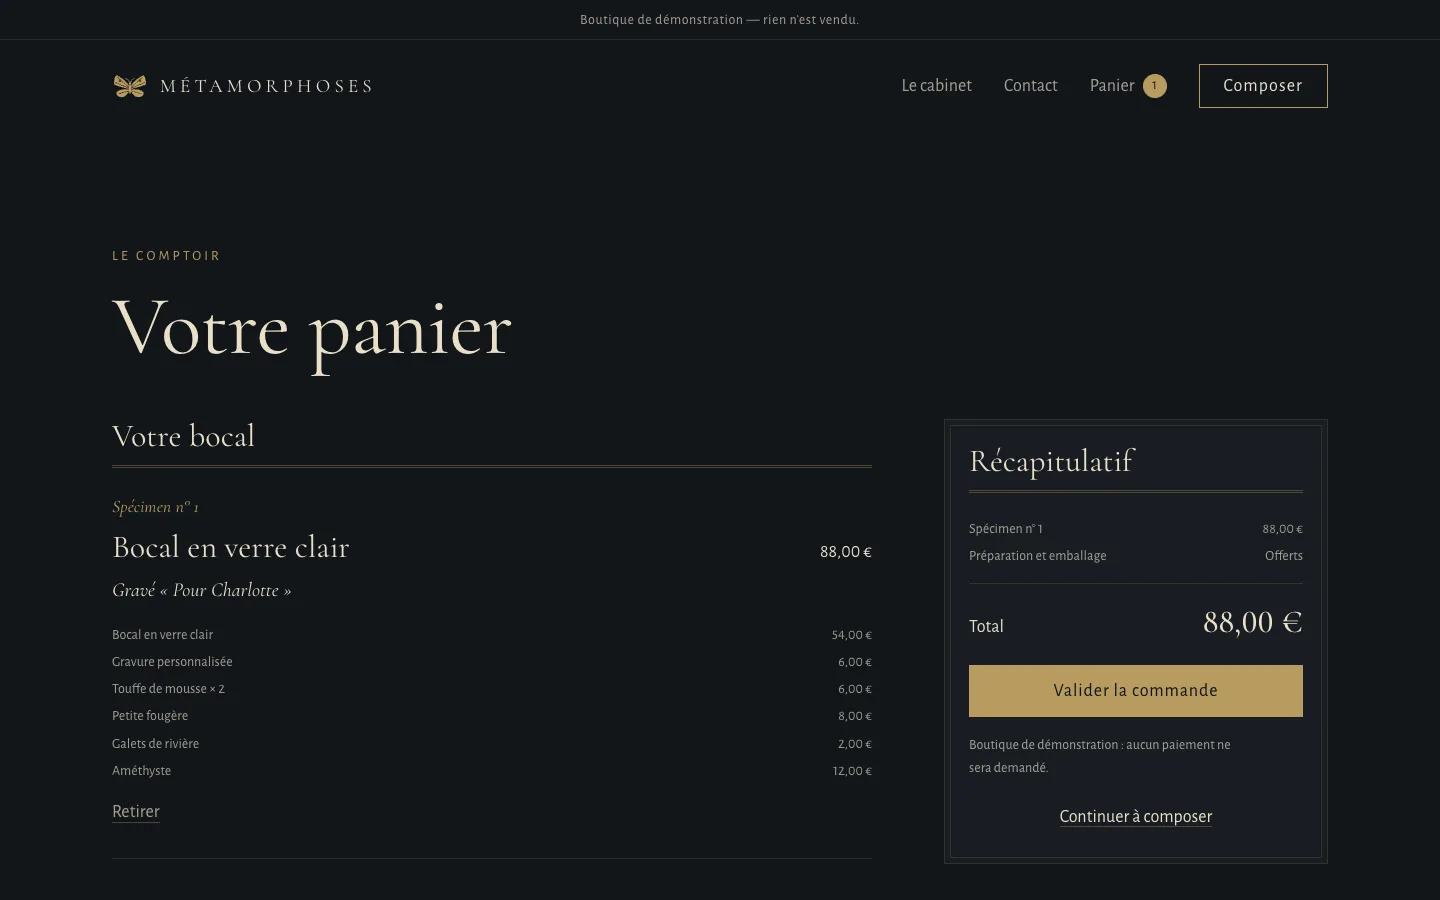 Boutique de démonstration — rien n'est vendu.
MÉTAMORPHOSES
Le cabinet
Contact
Panier 1
Composer
LE COMPTOIR
Votre panier
Votre bocal
Spécimen n° 1
Bocal en verre clair 88,00 €
Gravé « Pour Charlotte »
Bocal en verre clair 54,00 €
Gravure personnalisée 6,00 €
Touffe de mousse × 2 6,00 €
Petite fougère 8,00 €
Galets de rivière 2,00 €
Améthyste 12,00 €
Retirer
Récapitulatif
Spécimen n° 1 88,00 €
Préparation et emballage Offerts
Total 88,00 €
Valider la commande
Boutique de démonstration : aucun paiement ne
sera demandé.
Continuer à composer